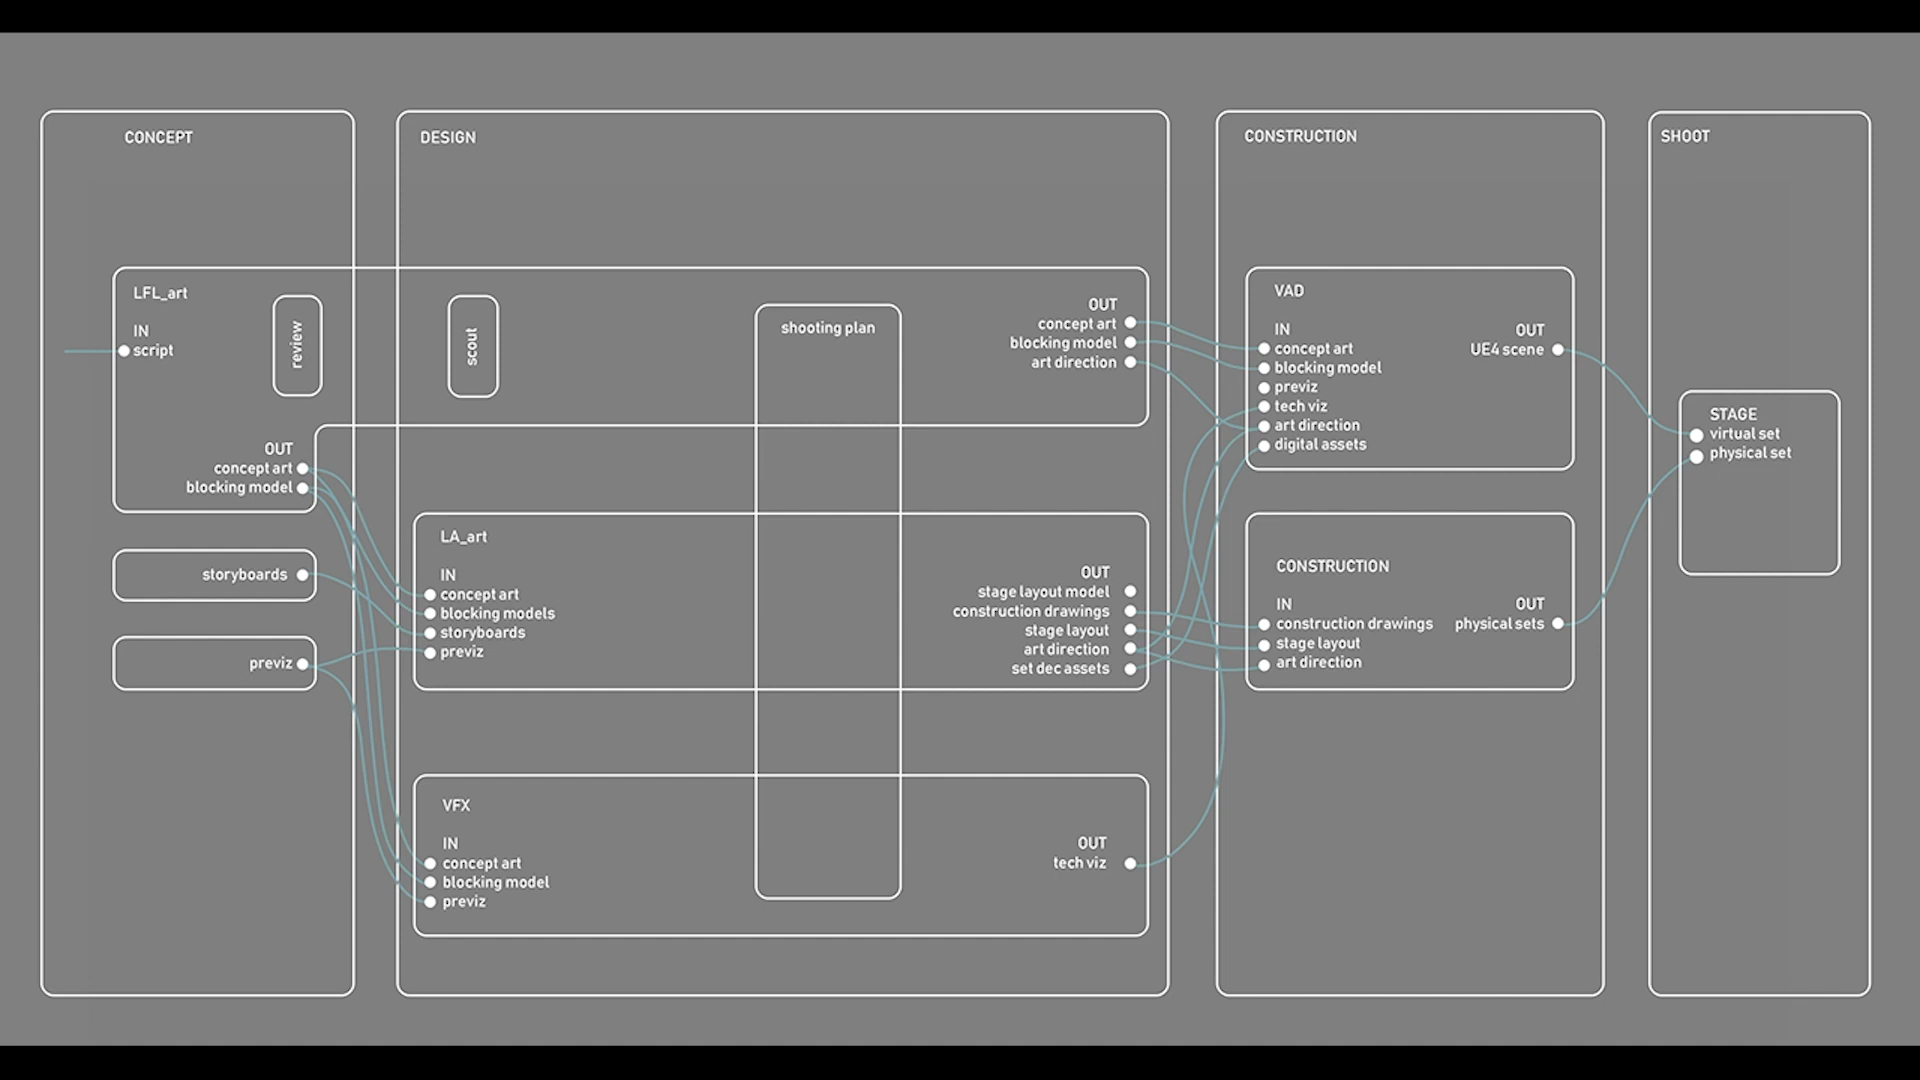 CONCEPT
LFL_art
IN
script
review
OUT
concept art
blocking model
storyboards
previz
DESIGN
scout
shooting plan
OUT
concept art
blocking model
art direction
LA_art
IN
concept art
blocking models
storyboards
previz
OUT
stage layout model
construction drawings
stage layout
art direction
set dec assets
VFX
IN
concept art
blocking model
previz
OUT
tech viz
CONSTRUCTION
VAD
IN
concept art
blocking model
previz
tech viz
art direction
digital assets
OUT
UE4 scene
CONSTRUCTION
IN
construction drawings
stage layout
art direction
OUT
physical sets
SHOOT
STAGE
virtual set
physical set